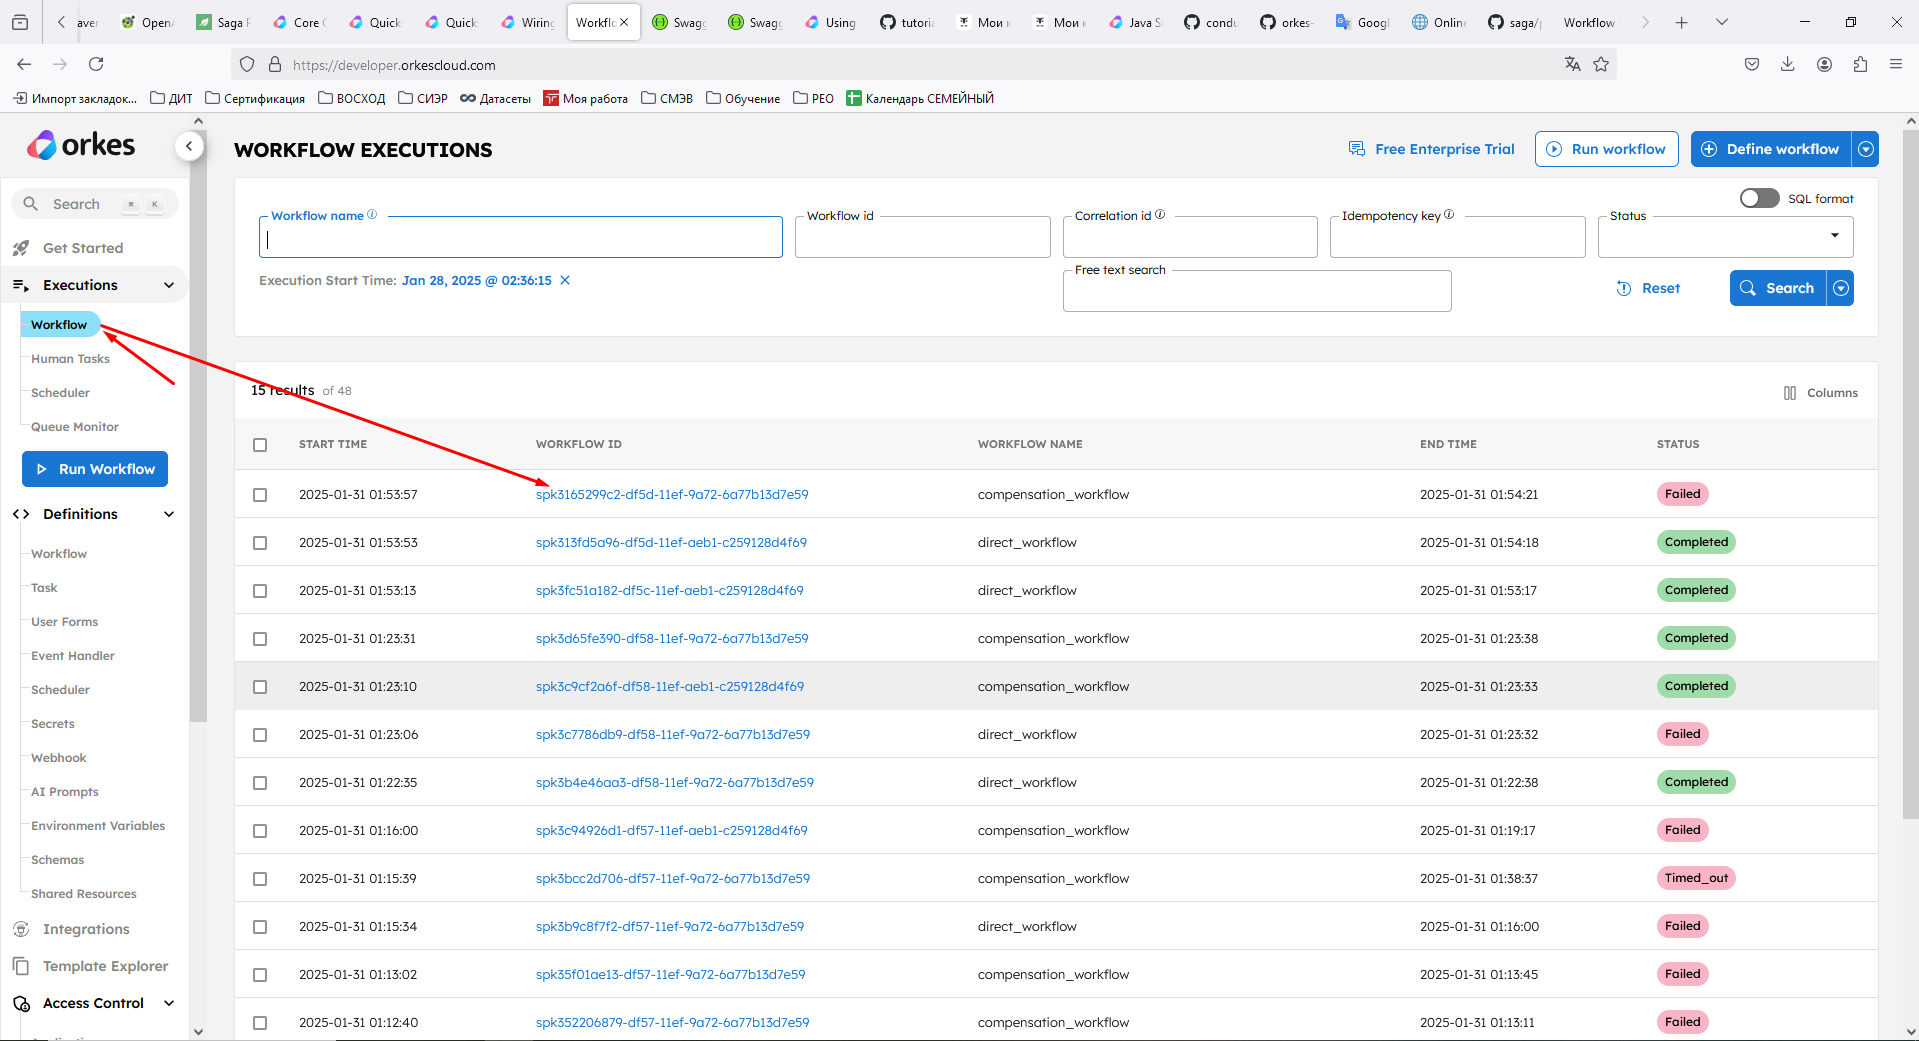 aver
OpenA
Saga P
Core C
Quicks
Quick
Wiring
Workflo
Swagg
Swagg
Using
tutoria
Мои к
Мои к
Java S
condu
orkes-
Googl
Online
saga/p
Workflow
https://developer.orkescloud.com
Импорт закладок...
ДИТ
Сертификация
ВОСХОД
СИЭР
Датасеты
Моя работа
СМЭВ
Обучение
РЕО
Календарь СЕМЕЙНЫЙ
orkes
Search
K
Get Started
Executions
Workflow
Human Tasks
Scheduler
Queue Monitor
Run Workflow
Definitions
Workflow
Task
User Forms
Event Handler
Scheduler
Secrets
Webhook
AI Prompts
Environment Variables
Schemas
Shared Resources
Integrations
Template Explorer
Access Control
WORKFLOW EXECUTIONS
Free Enterprise Trial
Run workflow
Define workflow
SQL format
Workflow name
Workflow id
Correlation id
Idempotency key
Status
Execution Start Time: Jan 28, 2025 @ 02:36:15
Free text search
Reset
Search
15 results of 48
Columns
START TIME WORKFLOW ID WORKFLOW NAME END TIME STATUS
2025-01-31 01:53:57 spk3165299c2-df5d-11ef-9a72-6a77b13d7e59 compensation_workflow 2025-01-31 01:54:21 Failed
2025-01-31 01:53:53 spk313fd5a96-df5d-11ef-aeb1-c259128d4f69 direct_workflow 2025-01-31 01:54:18 Completed
2025-01-31 01:53:13 spk3fc51a182-df5c-11ef-aeb1-c259128d4f69 direct_workflow 2025-01-31 01:53:17 Completed
2025-01-31 01:23:31 spk3d65fe390-df58-11ef-9a72-6a77b13d7e59 compensation_workflow 2025-01-31 01:23:38 Completed
2025-01-31 01:23:10 spk3c9cf2a6f-df58-11ef-aeb1-c259128d4f69 compensation_workflow 2025-01-31 01:23:33 Completed
2025-01-31 01:23:06 spk3c7786db9-df58-11ef-9a72-6a77b13d7e59 direct_workflow 2025-01-31 01:23:32 Failed
2025-01-31 01:22:35 spk3b4e46aa3-df58-11ef-9a72-6a77b13d7e59 direct_workflow 2025-01-31 01:22:38 Completed
2025-01-31 01:16:00 spk3c94926d1-df57-11ef-aeb1-c259128d4f69 compensation_workflow 2025-01-31 01:19:17 Failed
2025-01-31 01:15:39 spk3bcc2d706-df57-11ef-9a72-6a77b13d7e59 compensation_workflow 2025-01-31 01:38:37 Timed_out
2025-01-31 01:15:34 spk3b9c8f7f2-df57-11ef-9a72-6a77b13d7e59 direct_workflow 2025-01-31 01:16:00 Failed
2025-01-31 01:13:02 spk35f01ae13-df57-11ef-9a72-6a77b13d7e59 compensation_workflow 2025-01-31 01:13:45 Failed
2025-01-31 01:12:40 spk352206879-df57-11ef-9a72-6a77b13d7e59 compensation_workflow 2025-01-31 01:13:11 Failed